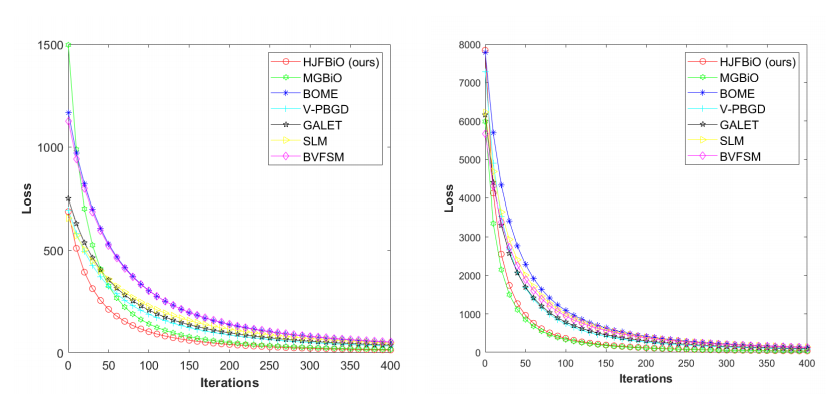 1500
1000
500
0
Loss
0 50 100 150 200 250 300 350 400
Iterations
HJFBiO (ours)
MGBiO
BOME
V-PBGD
GALET
SLM
BVFSM
8000
7000
6000
5000
4000
3000
2000
1000
0
Loss
0 50 100 150 200 250 300 350 400
Iterations
HJFBiO (ours)
MGBiO
BOME
V-PBGD
GALET
SLM
BVFSM